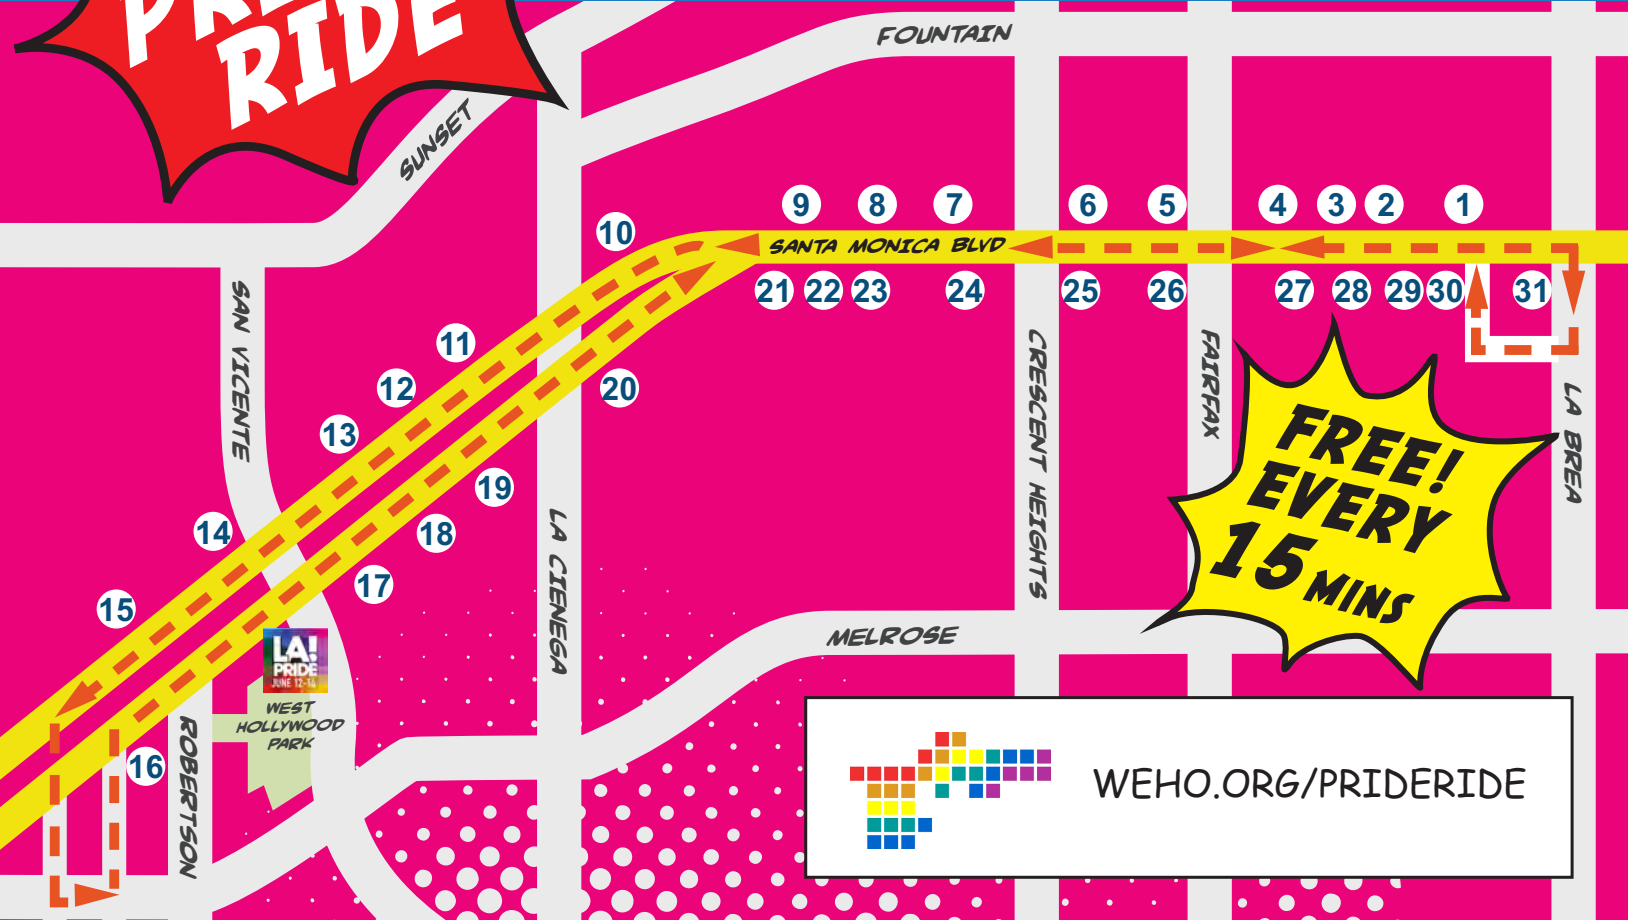 RIDE
FOUNTAIN
SUNSET
9 8 7 6 5 4 3 2 1
10
SANTA MONICA BLVD
21 22 23 24 25 26 27 28 29 30 31
SAN VICENTE
11
12
20
13
CRESCENT HEIGHTS
FAIRFAX
LA BREA
FREE!
EVERY
15 MINS
19
14
18
LA CIENEGA
17
15
LA!
PRIDE
JUNE 12-14
MELROSE
WEST
HOLLYWOOD
PARK
ROBERTSON
16
WEHO.ORG/PRIDERIDE